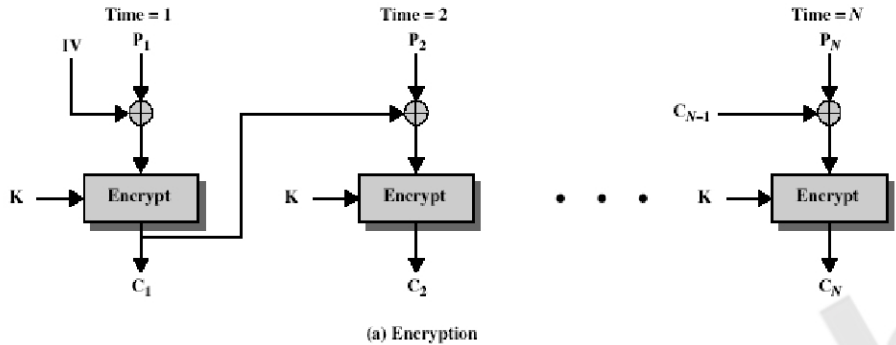 Time = 1 Time = 2 Time = N
IV P1 P2 PN
CN–1
K Encrypt K Encrypt K Encrypt
C1 C2 CN
(a) Encryption